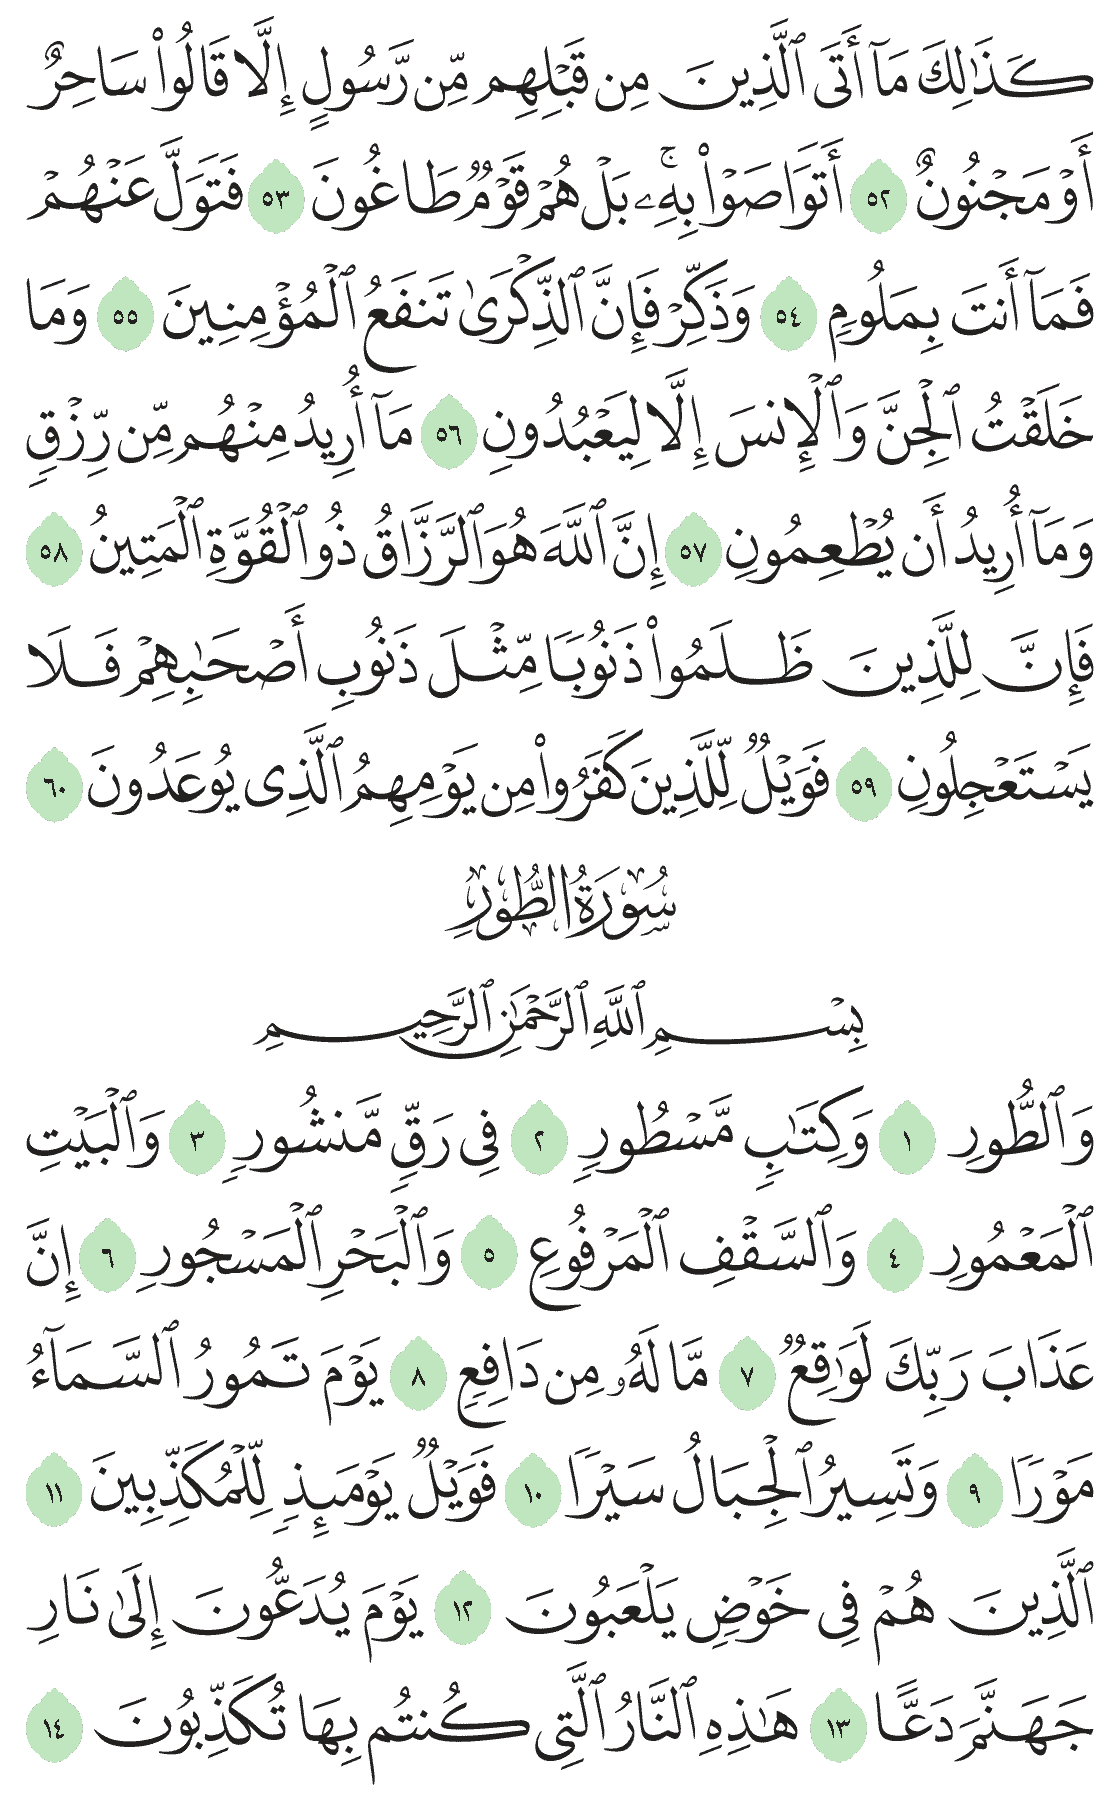 كَذَٰلِكَ مَآ أَتَى ٱلَّذِينَ مِن قَبْلِهِم مِّن رَّسُولٍ إِلَّا قَالُوا۟ سَاحِرٌ
أَوْ مَجْنُونٌ ٥٢ أَتَوَاصَوْا۟ بِهِۦ ۚ بَلْ هُمْ قَوْمٌ طَاغُونَ ٥٣ فَتَوَلَّ عَنْهُمْ
فَمَآ أَنتَ بِمَلُومٍ ٥٤ وَذَكِّرْ فَإِنَّ ٱلذِّكْرَىٰ تَنفَعُ ٱلْمُؤْمِنِينَ ٥٥ وَمَا
خَلَقْتُ ٱلْجِنَّ وَٱلْإِنسَ إِلَّا لِيَعْبُدُونِ ٥٦ مَآ أُرِيدُ مِنْهُم مِّن رِّزْقٍ
وَمَآ أُرِيدُ أَن يُطْعِمُونِ ٥٧ إِنَّ ٱللَّهَ هُوَ ٱلرَّزَّاقُ ذُو ٱلْقُوَّةِ ٱلْمَتِينُ ٥٨
فَإِنَّ لِلَّذِينَ ظَلَمُوا۟ ذَنُوبًا مِّثْلَ ذَنُوبِ أَصْحَـٰبِهِمْ فَلَا
يَسْتَعْجِلُونِ ٥٩ فَوَيْلٌ لِّلَّذِينَ كَفَرُوا۟ مِن يَوْمِهِمُ ٱلَّذِى يُوعَدُونَ ٦٠
سُورَةُ الطُّورِ
بِسْمِ ٱللَّهِ ٱلرَّحْمَـٰنِ ٱلرَّحِيمِ
وَٱلطُّورِ ١ وَكِتَـٰبٍ مَّسْطُورٍ ٢ فِى رَقٍّ مَّنشُورٍ ٣ وَٱلْبَيْتِ
ٱلْمَعْمُورِ ٤ وَٱلسَّقْفِ ٱلْمَرْفُوعِ ٥ وَٱلْبَحْرِ ٱلْمَسْجُورِ ٦ إِنَّ
عَذَابَ رَبِّكَ لَوَٰقِعٌ ٧ مَّا لَهُۥ مِن دَافِعٍ ٨ يَوْمَ تَمُورُ ٱلسَّمَآءُ
مَوْرًا ٩ وَتَسِيرُ ٱلْجِبَالُ سَيْرًا ١٠ فَوَيْلٌ يَوْمَئِذٍ لِّلْمُكَذِّبِينَ ١١
ٱلَّذِينَ هُمْ فِى خَوْضٍ يَلْعَبُونَ ١٢ يَوْمَ يُدَعُّونَ إِلَىٰ نَارِ
جَهَنَّمَ دَعًّا ١٣ هَـٰذِهِ ٱلنَّارُ ٱلَّتِى كُنتُم بِهَا تُكَذِّبُونَ ١٤